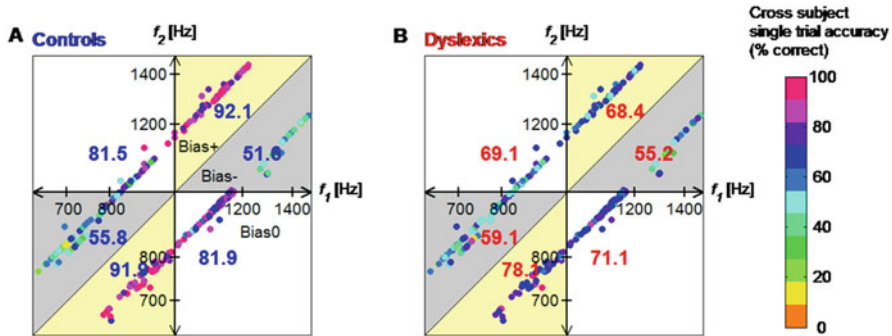 A Controls
f2 [Hz]
1400
1200
92.1
81.5
Bias+
51.6
Bias-
f1 [Hz]
700 800
1200 1400
Bias0
55.8
800
81.9
91.9
700
B Dyslexics
f2 [Hz]
1400
1200
68.4
69.1
55.2
f1 [Hz]
700 800
1200 1400
59.1
800
71.1
78.1
700
Cross subject
single trial accuracy
(% correct)
100
80
60
40
20
0